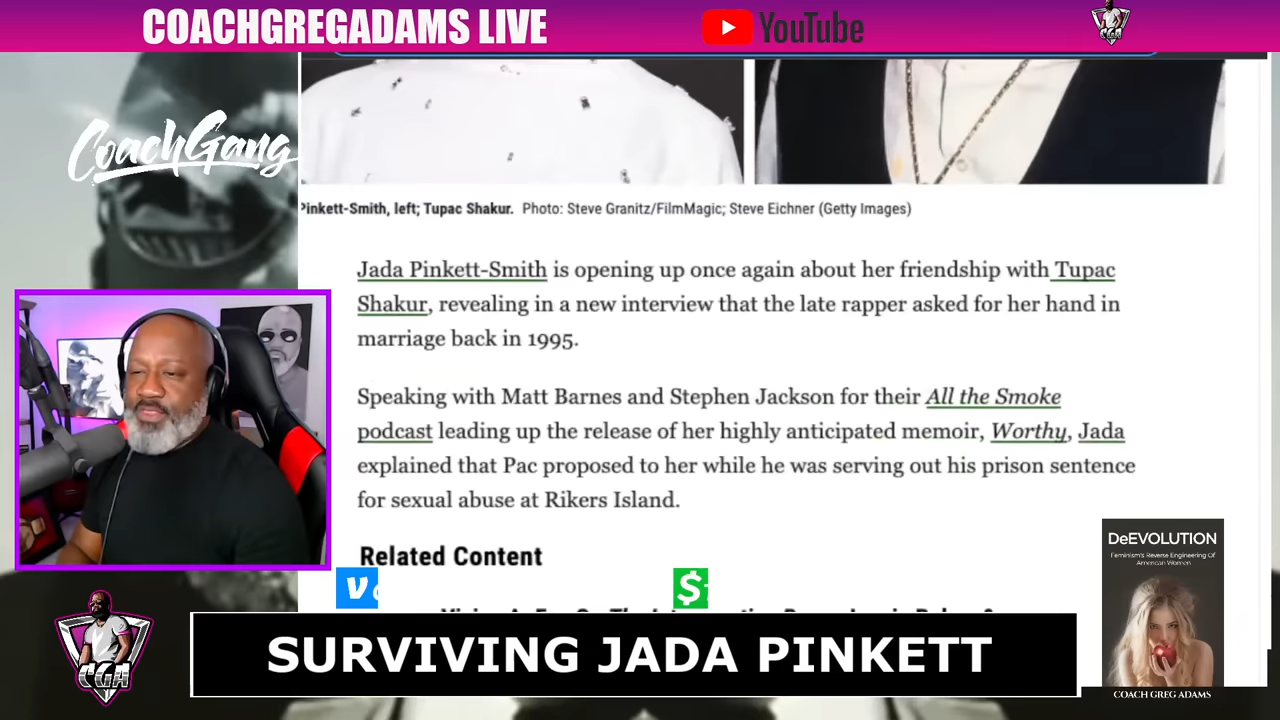 COACHGREGADAMS LIVE
YouTube
CGA
CoachGang
Pinkett-Smith, left; Tupac Shakur. Photo: Steve Granitz/FilmMagic; Steve Eichner (Getty Images)
Jada Pinkett-Smith is opening up once again about her friendship with Tupac
Shakur, revealing in a new interview that the late rapper asked for her hand in
marriage back in 1995.
Speaking with Matt Barnes and Stephen Jackson for their All the Smoke
podcast leading up the release of her highly anticipated memoir, Worthy, Jada
explained that Pac proposed to her while he was serving out his prison sentence
for sexual abuse at Rikers Island.
Related Content
DeEVOLUTION
Feminism's Reverse Engineering Of
American Women
COACH GREG ADAMS
V
$
CGA
SURVIVING JADA PINKETT